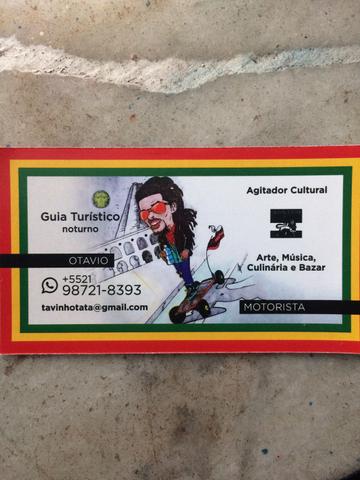 Guia Turístico
noturno
OTAVIO
+5521
98721-8393
tavinhotata@gmail.com
Agitador Cultural
Arte, Música,
Culinária e Bazar
MOTORISTA